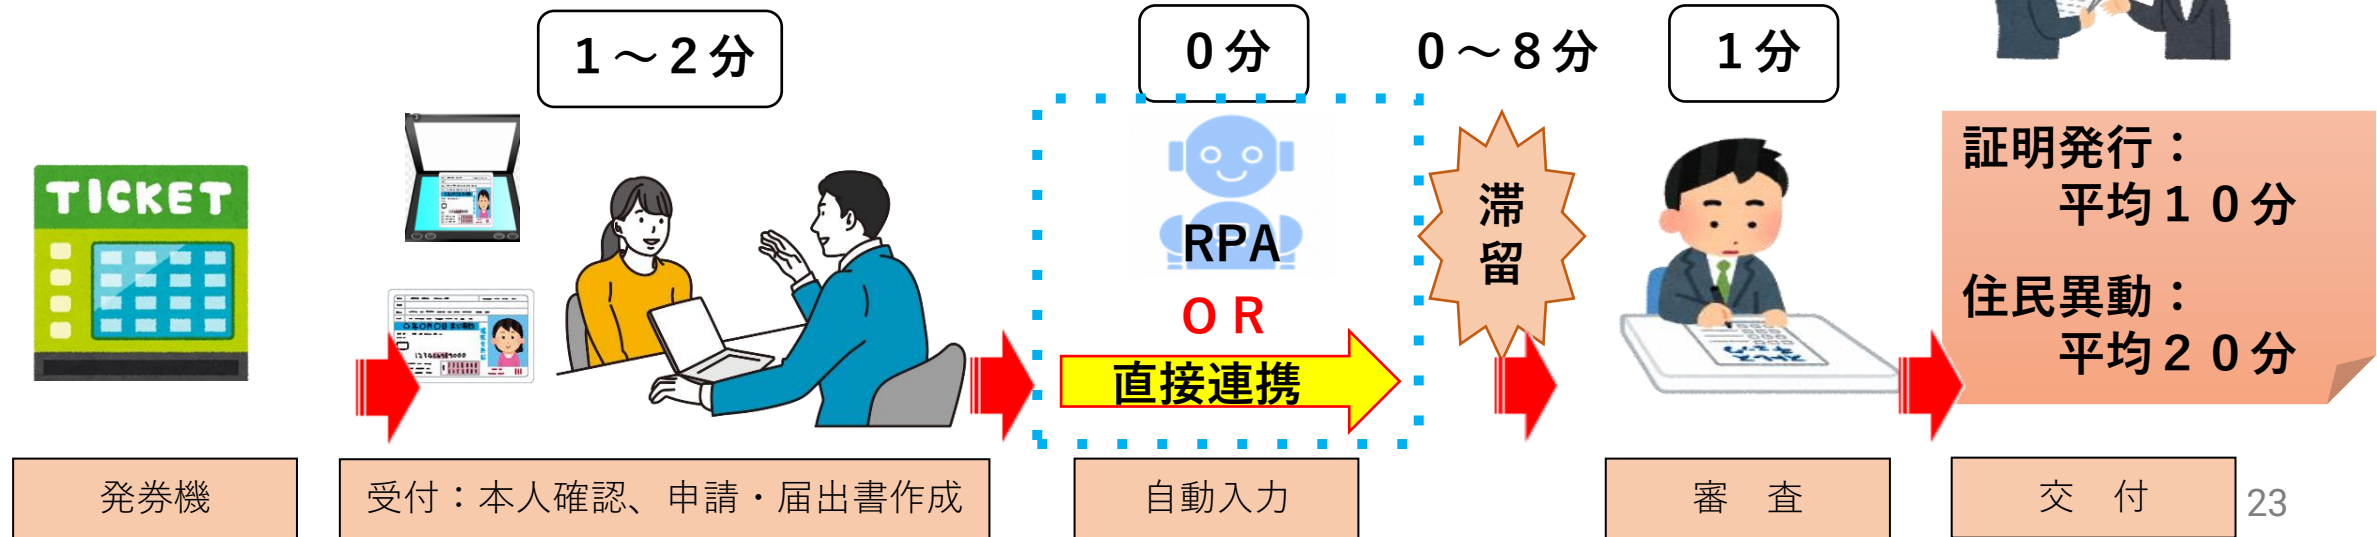 1～2分
0分
0～8分
1分
TICKET
RPA
OR
直接連携
滞
留
証明発行：
平均10分
住民異動：
平均20分
発券機
受付：本人確認、申請・届出書作成
自動入力
審　査
交　付
23